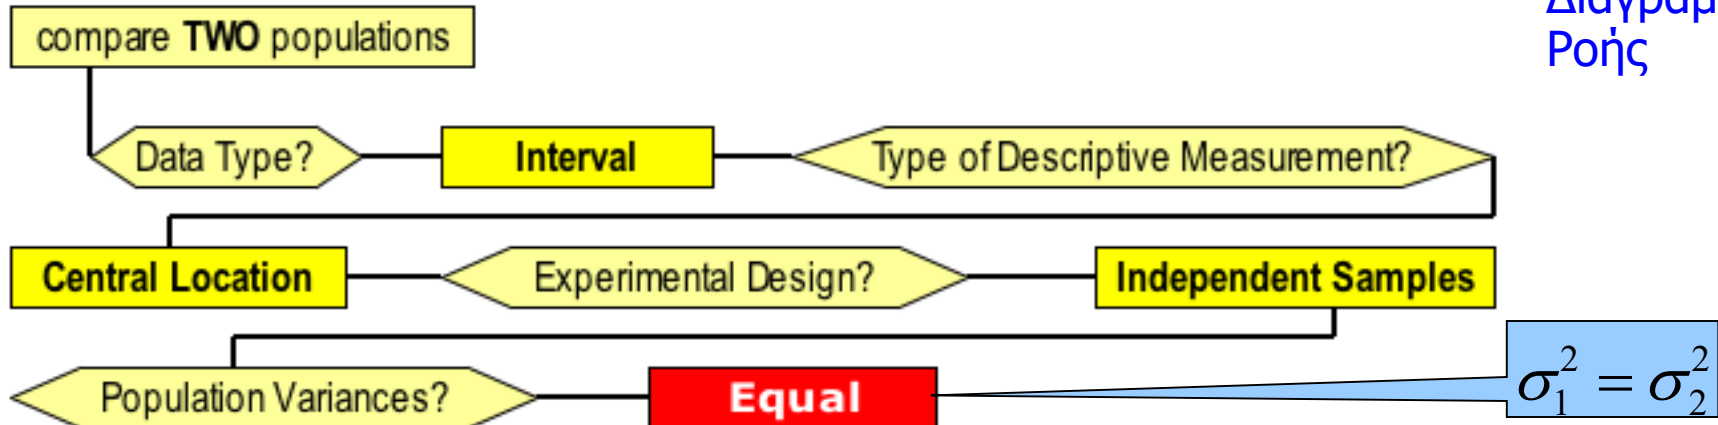 compare TWO populations
Ροής
Data Type?
Interval
Type of Descriptive Measurement?
Central Location
Experimental Design?
Independent Samples
Population Variances?
Equal
σ₁² = σ₂²